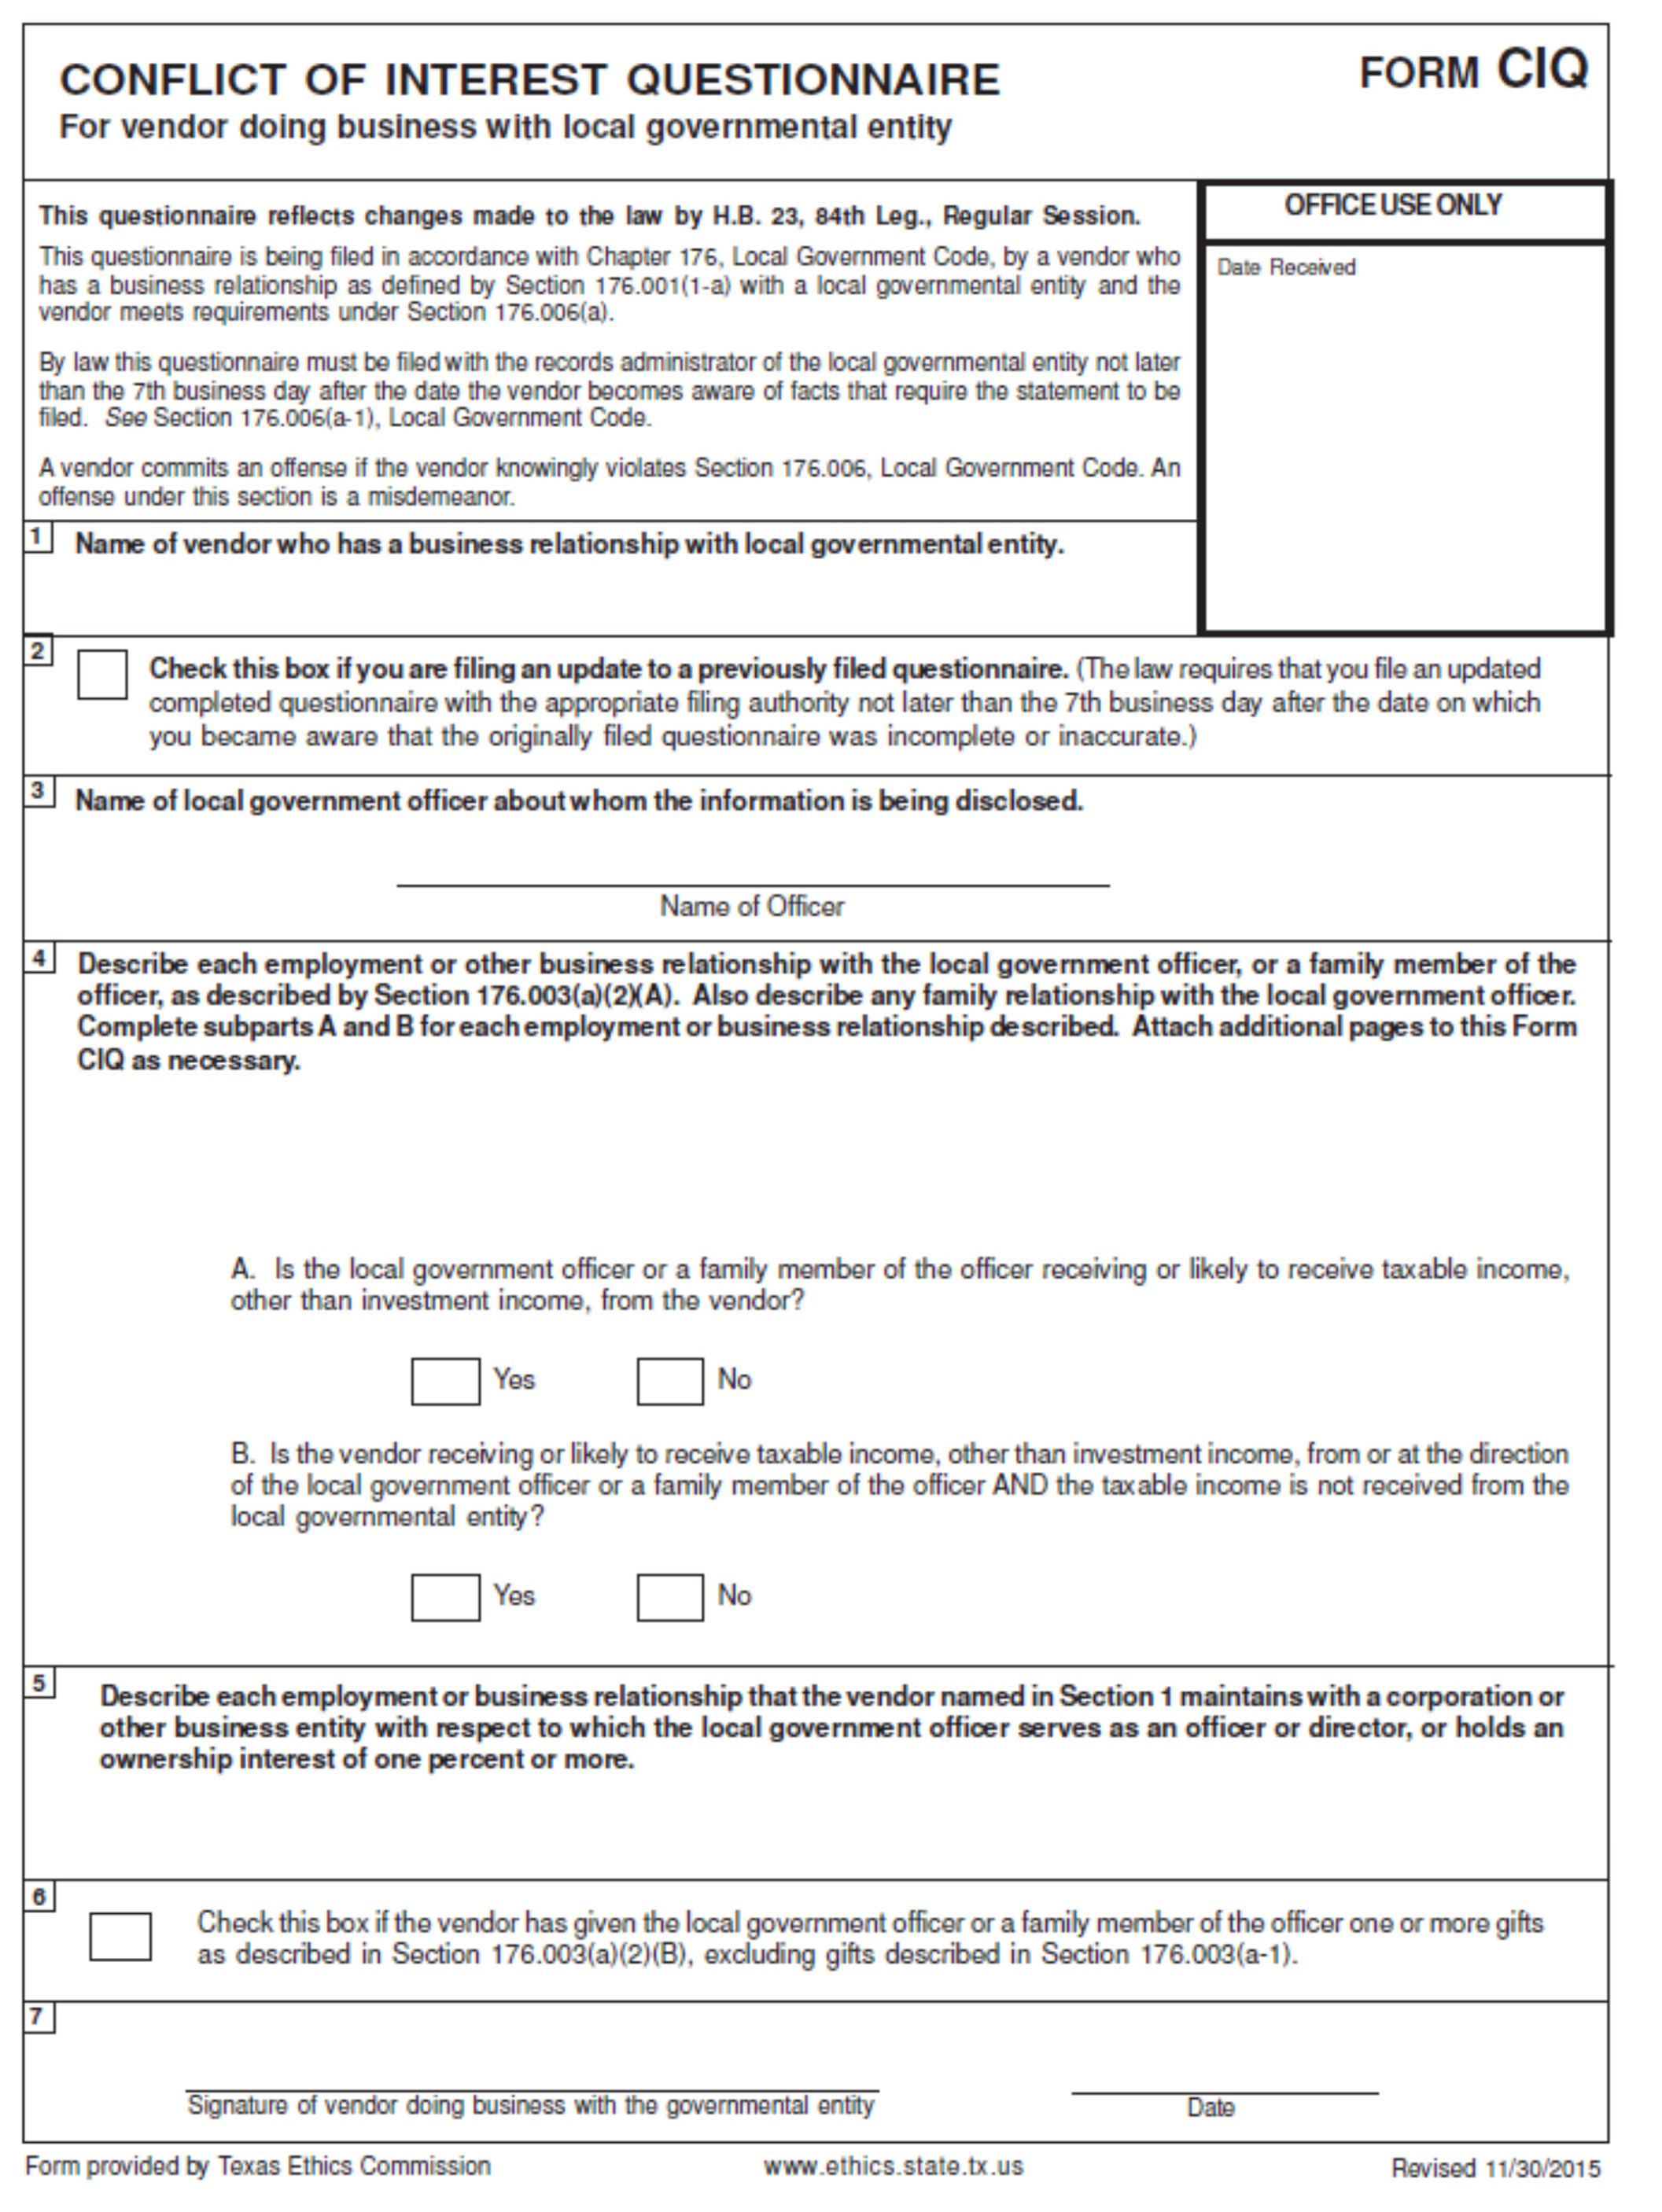 CONFLICT OF INTEREST QUESTIONNAIRE
FORM CIQ
For vendor doing business with local governmental entity
This questionnaire reflects changes made to the law by H.B. 23, 84th Leg., Regular Session.
OFFICE USE ONLY
This questionnaire is being filed in accordance with Chapter 176, Local Government Code, by a vendor who
has a business relationship as defined by Section 176.001(1-a) with a local governmental entity and the
vendor meets requirements under Section 176.006(a).
Date Received
By law this questionnaire must be filed with the records administrator of the local governmental entity not later
than the 7th business day after the date the vendor becomes aware of facts that require the statement to be
filed. See Section 176.006(a-1), Local Government Code.
A vendor commits an offense if the vendor knowingly violates Section 176.006, Local Government Code. An
offense under this section is a misdemeanor.
1 Name of vendor who has a business relationship with local governmental entity.
2 Check this box if you are filing an update to a previously filed questionnaire. (The law requires that you file an updated
completed questionnaire with the appropriate filing authority not later than the 7th business day after the date on which
you became aware that the originally filed questionnaire was incomplete or inaccurate.)
3 Name of local government officer about whom the information is being disclosed.
Name of Officer
4 Describe each employment or other business relationship with the local government officer, or a family member of the
officer, as described by Section 176.003(a)(2)(A). Also describe any family relationship with the local government officer.
Complete subparts A and B for each employment or business relationship described. Attach additional pages to this Form
CIQ as necessary.
A. Is the local government officer or a family member of the officer receiving or likely to receive taxable income,
other than investment income, from the vendor?
Yes No
B. Is the vendor receiving or likely to receive taxable income, other than investment income, from or at the direction
of the local government officer or a family member of the officer AND the taxable income is not received from the
local governmental entity?
Yes No
5 Describe each employment or business relationship that the vendor named in Section 1 maintains with a corporation or
other business entity with respect to which the local government officer serves as an officer or director, or holds an
ownership interest of one percent or more.
6 Check this box if the vendor has given the local government officer or a family member of the officer one or more gifts
as described in Section 176.003(a)(2)(B), excluding gifts described in Section 176.003(a-1).
7
Signature of vendor doing business with the governmental entity Date
Form provided by Texas Ethics Commission www.ethics.state.tx.us Revised 11/30/2015